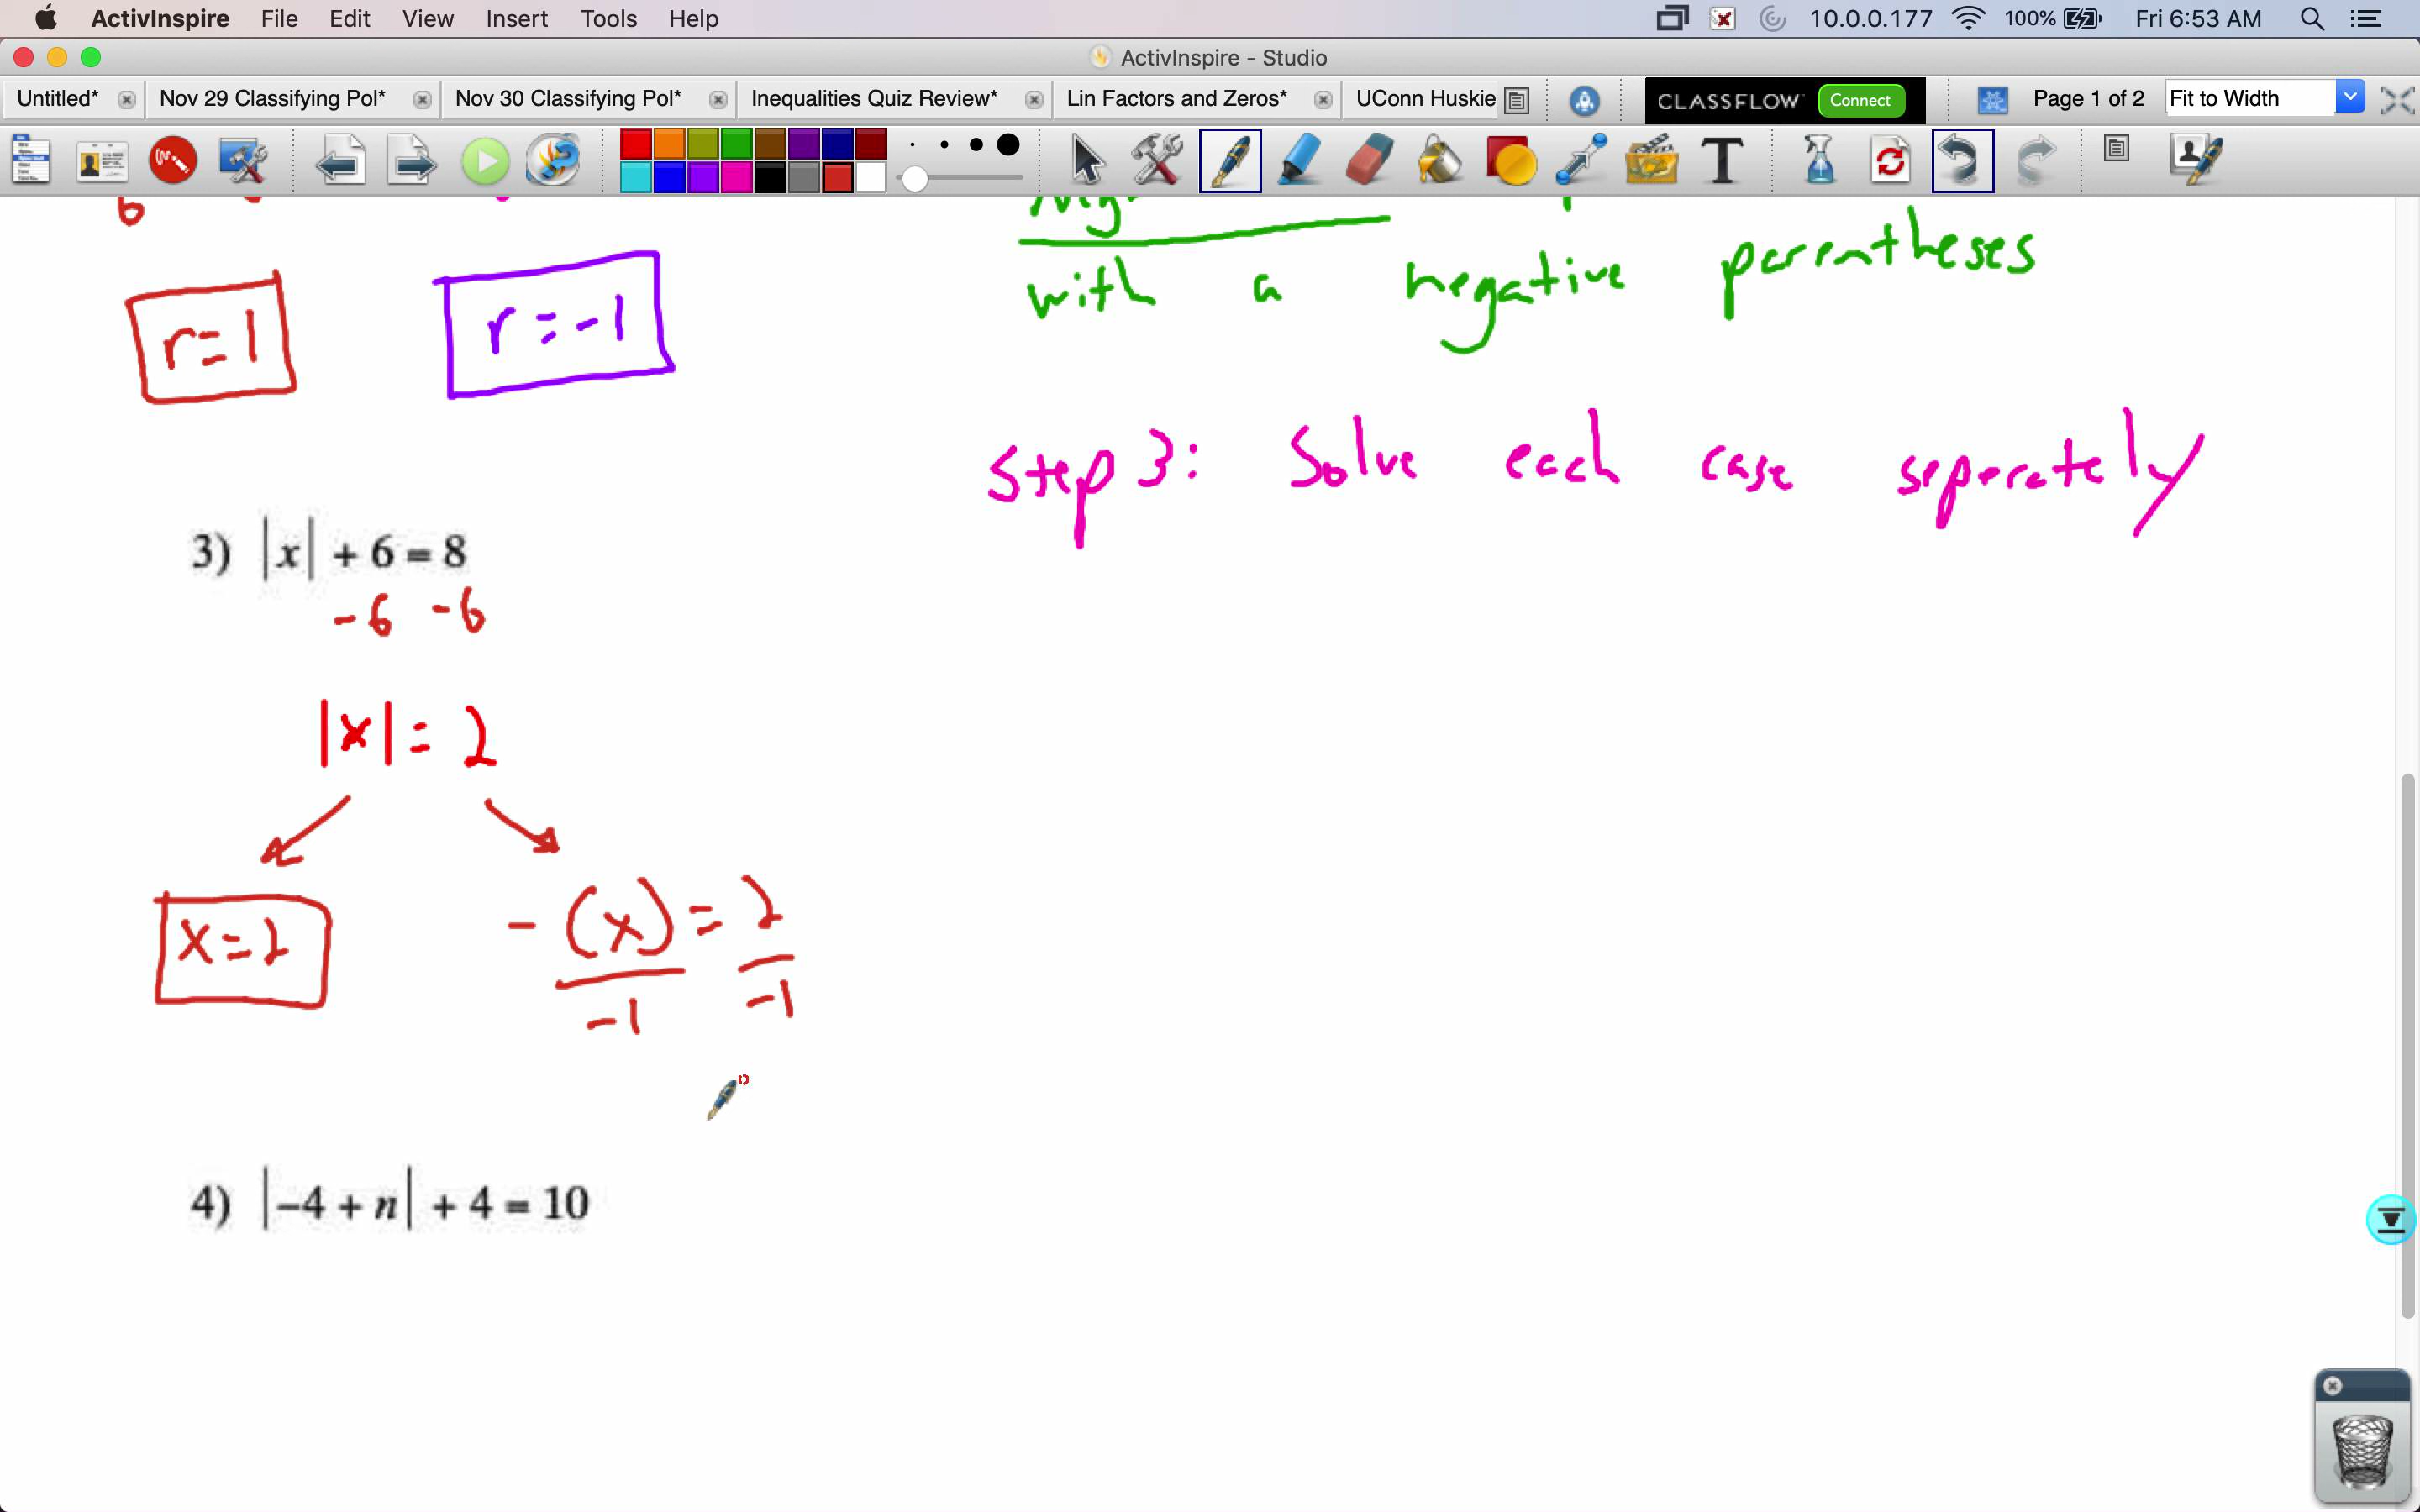 ActivInspire File Edit View Insert Tools Help 10.0.0.177 100% Fri 6:53 AM
ActivInspire - Studio
Untitled* Nov 29 Classifying Pol* Nov 30 Classifying Pol* Inequalities Quiz Review* Lin Factors and Zeros* UConn Huskie CLASSFLOW Connect Page 1 of 2 Fit to Width
T
6
with a negative parentheses
r=1 r=-1
Step 3: Solve each case seperately
3) |x| + 6 = 8
-6 -6
|x| = 2
x=2 -(x) = 2
-1 -1
4) |−4 + n| + 4 = 10